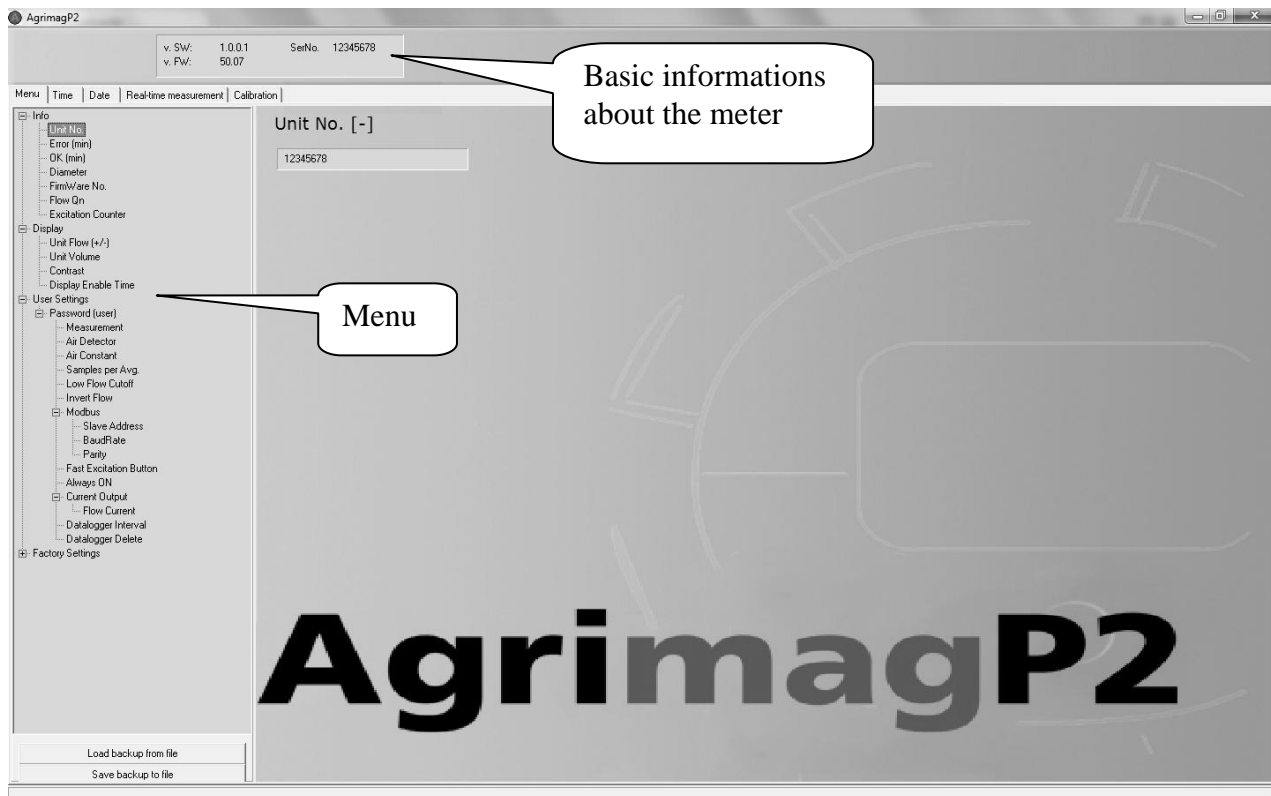 AgrimagP2
v. SW: 1.0.0.1 SerNo. 12345678
v. FW: 50.07
Basic informations
about the meter
Menu Time Date Real-time measurement Calibration
Info
Unit No.
Error (min)
OK (min)
Diameter
FirmWare No.
Flow Qn
Excitation Counter
Display
Unit Flow (+/-)
Unit Volume
Contrast
Display Enable Time
User Settings
Password (user)
Measurement
Air Detector
Air Constant
Samples per Avg.
Low Flow Cutoff
Invert Flow
Modbus
Slave Address
BaudRate
Parity
Fast Excitation Button
Always ON
Current Output
Flow Current
Datalogger Interval
Datalogger Delete
Factory Settings
Unit No. [-]
12345678
Menu
AgrimagP2
Load backup from file
Save backup to file